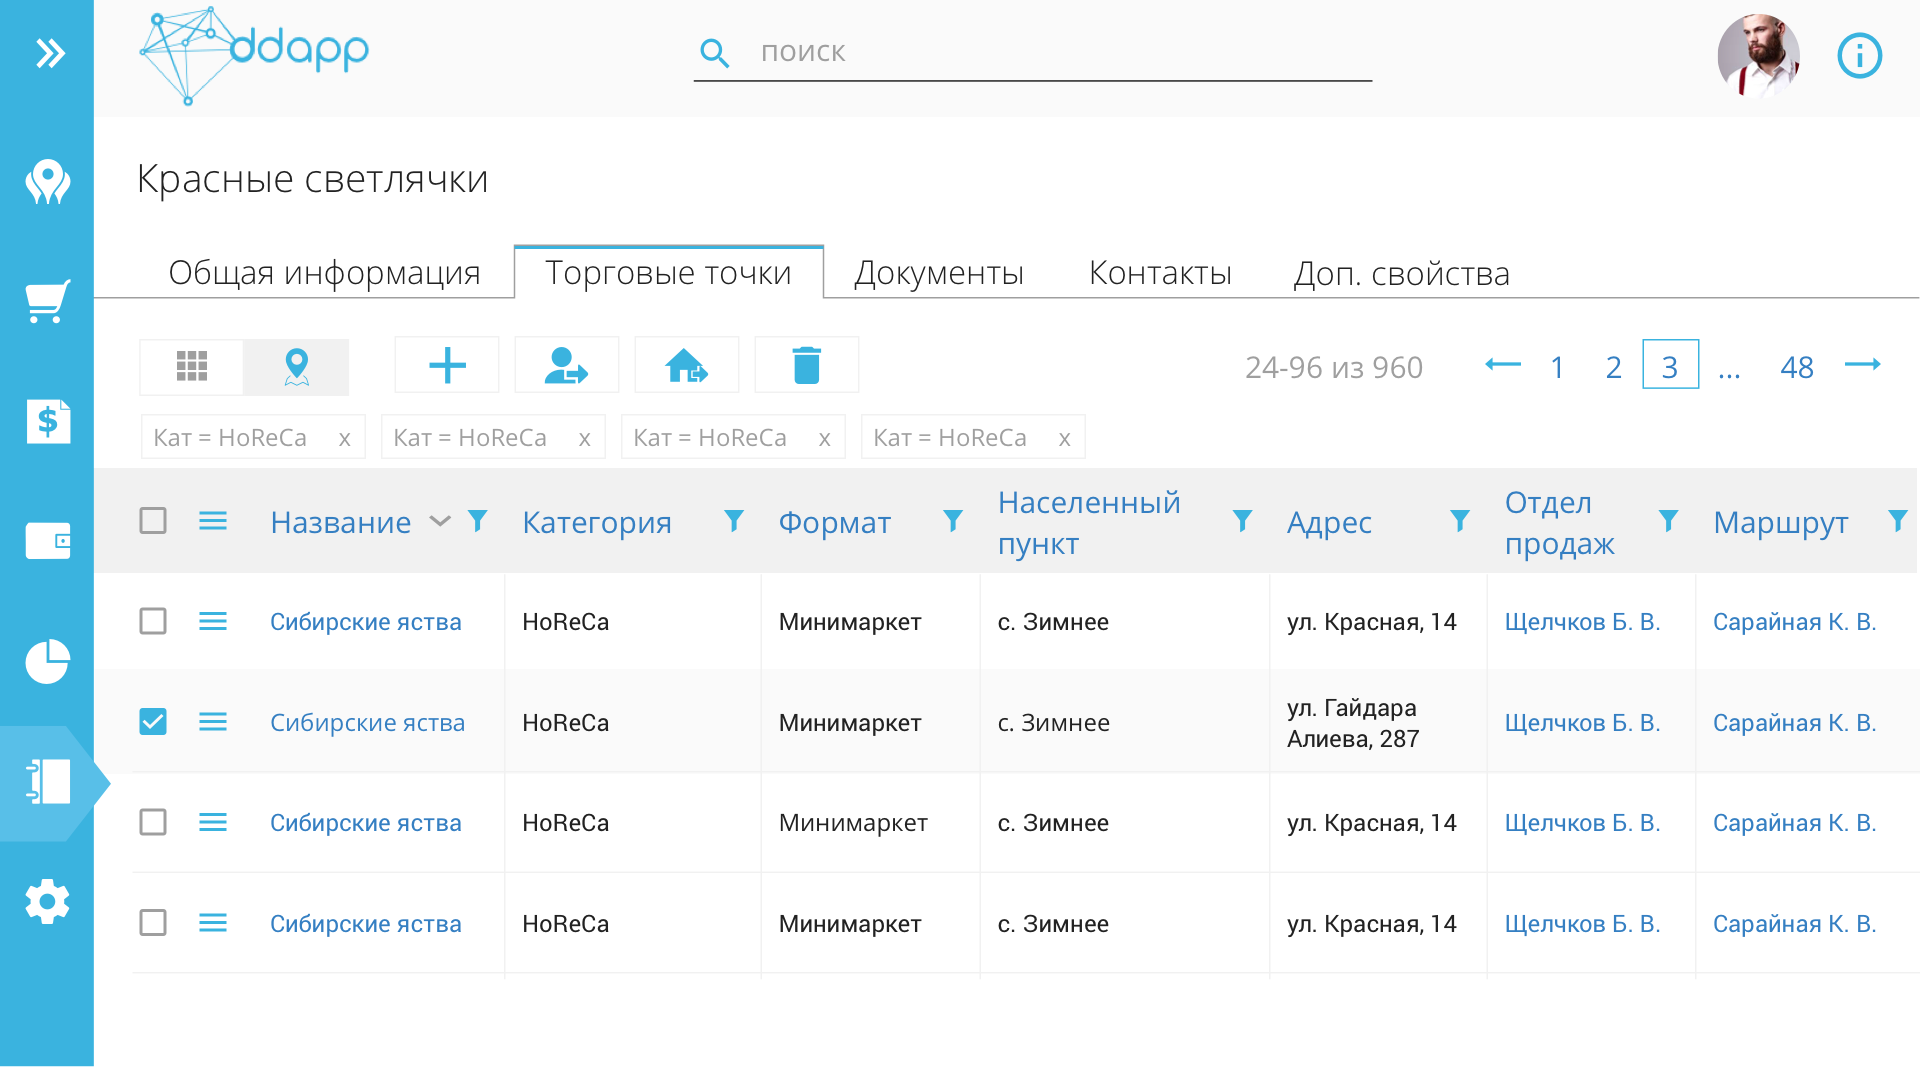 ddapp
поиск
Красные светлячки
Общая информация Торговые точки Документы Контакты Доп. свойства
24-96 из 960 1 2 3 ... 48
Кат = HoReCa x Кат = HoReCa x Кат = HoReCa x Кат = HoReCa x
Название Категория Формат Населенный пункт Адрес Отдел продаж Маршрут
Сибирские яства HoReCa Минимаркет с. Зимнее ул. Красная, 14 Щелчков Б. В. Сарайная К. В.
Сибирские яства HoReCa Минимаркет с. Зимнее ул. Гайдара Алиева, 287 Щелчков Б. В. Сарайная К. В.
Сибирские яства HoReCa Минимаркет с. Зимнее ул. Красная, 14 Щелчков Б. В. Сарайная К. В.
Сибирские яства HoReCa Минимаркет с. Зимнее ул. Красная, 14 Щелчков Б. В. Сарайная К. В.